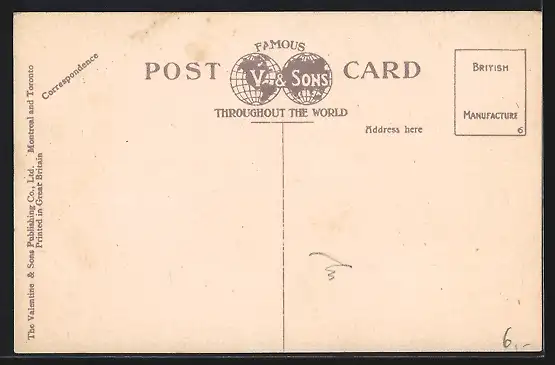 FAMOUS
POST V. & SONS CARD
THROUGHOUT THE WORLD
Correspondence
Address here
BRITISH
MANUFACTURE
6
The Valentine & Sons Publishing Co., Ltd. Montreal and Toronto
Printed in Great Britain
6,-